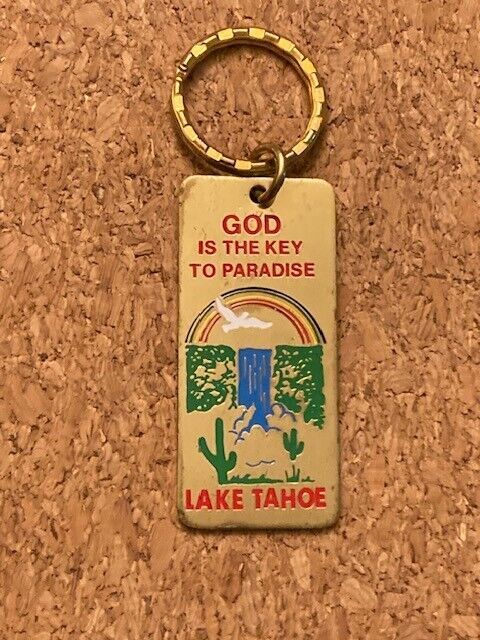 GOD
IS THE KEY
TO PARADISE
LAKE TAHOE